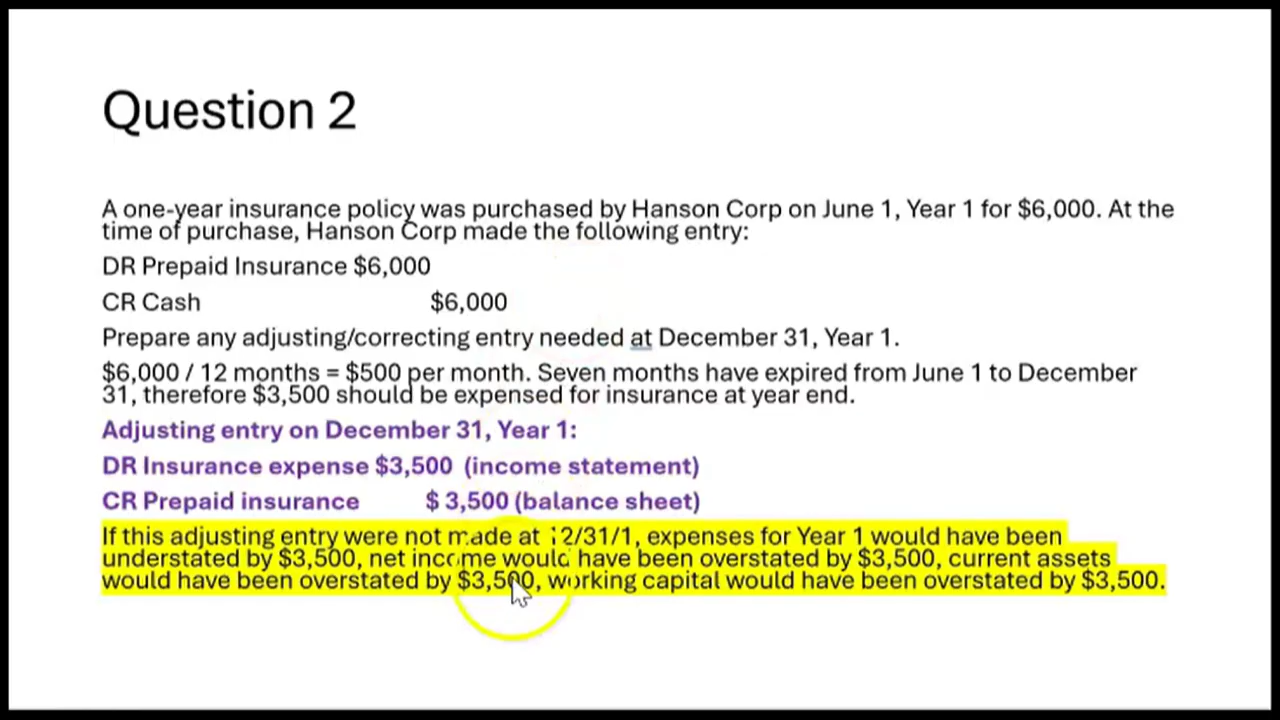 Question 2
A one-year insurance policy was purchased by Hanson Corp on June 1, Year 1 for $6,000. At the
time of purchase, Hanson Corp made the following entry:
DR Prepaid Insurance $6,000
CR Cash $6,000
Prepare any adjusting/correcting entry needed at December 31, Year 1.
$6,000 / 12 months = $500 per month. Seven months have expired from June 1 to December
31, therefore $3,500 should be expensed for insurance at year end.
Adjusting entry on December 31, Year 1:
DR Insurance expense $3,500 (income statement)
CR Prepaid insurance $ 3,500 (balance sheet)
If this adjusting entry were not made at 12/31/1, expenses for Year 1 would have been
understated by $3,500, net income would have been overstated by $3,500, current assets
would have been overstated by $3,500, working capital would have been overstated by $3,500.